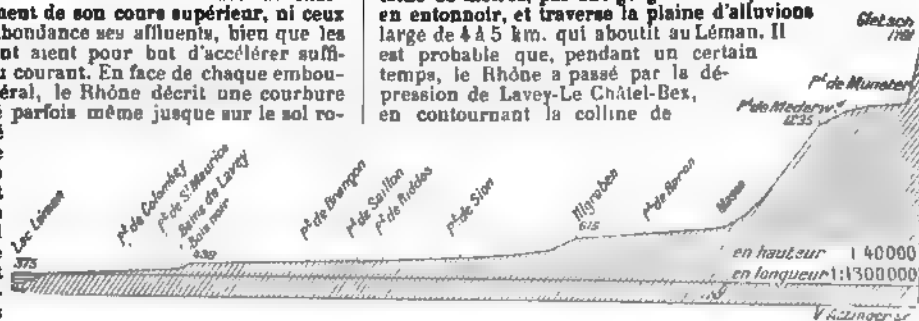 ment de son cours supérieur, ni ceux
bondance ses affluents, bien que les
nt aient pour but d'accélérer suffi-
u courant. En face de chaque embou-
éral, le Rhône décrit une courbure
parfois même jusque sur le sol ro-
en entonnoir, et traverse la plaine d'alluvions
large de 4 à 5 km. qui aboutit au Léman. Il
est probable que, pendant un certain
temps, le Rhône a passé par la dé-
pression de Lavey-Le Châtel-Bex,
en contournant la colline de
Lac Léman
375
pt de Colombey
pt de St Maurice
Bains de Lavey
Bois noir
439
pt de Branson
pt de Saillon
pt de Riddes
pt de Sion
Illgraben
615
pt de Raron
pt de Munster
Gletsch
en hauteur 1 40000
en longueur 1:1300000
V Attinger sc